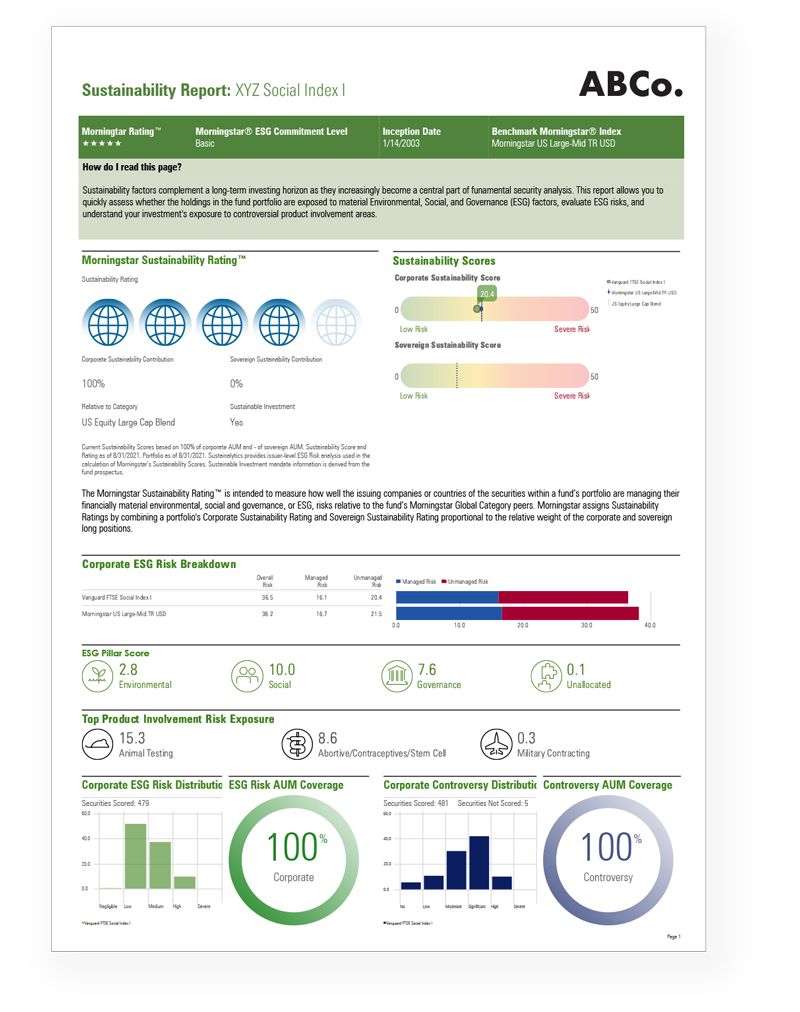 Sustainability Report: XYZ Social Index I
ABCo.
Morningtar Rating™
★★★★★
Morningstar® ESG Commitment Level
Basic
Inception Date
1/14/2003
Benchmark Morningstar® Index
Morningstar US Large-Mid TR USD
How do I read this page?
Sustainability factors complement a long-term investing horizon as they increasingly become a central part of funamental security analysis. This report allows you to
quickly assess whether the holdings in the fund portfolio are exposed to material Environmental, Social, and Governance (ESG) factors, evaluate ESG risks, and
understand your investment's exposure to controversial product involvement areas.
Morningstar Sustainability Rating™
Sustainability Rating
Corporate Sustainability Contribution
Sovereign Sustainability Contribution
100%
0%
Relative to Category
Sustainable Investment
US Equity Large Cap Blend
Yes
Current Sustainability Scores based on 100% of corporate AUM and - of sovereign AUM. Sustainability Score and
Rating as of 8/31/2021. Portfolio as of 8/31/2021. Sustainalytics provides issuer-level ESG Risk analysis used in the
calculation of Morningstar's Sustainability Scores. Sustainable Investment mandate information is derived from the
fund prospectus.
Sustainability Scores
Corporate Sustainability Score
20.4
0
50
Low Risk
Severe Risk
Vanguard FTSE Social Index I
Morningstar US Large-Mid TR USD
US Equity Large Cap Blend
Sovereign Sustainability Score
0
50
Low Risk
Severe Risk
The Morningstar Sustainability Rating™ is intended to measure how well the issuing companies or countries of the securities within a fund's portfolio are managing their
financially material environmental, social and governance, or ESG, risks relative to the fund's Morningstar Global Category peers. Morningstar assigns Sustainability
Ratings by combining a portfolio's Corporate Sustainability Rating and Sovereign Sustainability Rating proportional to the relative weight of the corporate and sovereign
long positions.
Corporate ESG Risk Breakdown
Overall Risk
Managed Risk
Unmanaged Risk
Vanguard FTSE Social Index I 36.5 16.1 20.4
Morningstar US Large-Mid TR USD 38.2 16.7 21.5
Managed Risk Unmanaged Risk
0.0 10.0 20.0 30.0 40.0
ESG Pillar Score
2.8
Environmental
10.0
Social
7.6
Governance
0.1
Unallocated
Top Product Involvement Risk Exposure
15.3
Animal Testing
8.6
Abortive/Contraceptives/Stem Cell
0.3
Military Contracting
Corporate ESG Risk Distributic
Securities Scored: 479
60.0
40.0
20.0
0.0
Negligible Low Medium High Severe
Vanguard FTSE Social Index I
ESG Risk AUM Coverage
100%
Corporate
Corporate Controversy Distributic
Securities Scored: 481 Securities Not Scored: 5
60.0
40.0
20.0
0.0
No Low Moderate Significant High Severe
Vanguard FTSE Social Index I
Controversy AUM Coverage
100%
Controversy
Page 1